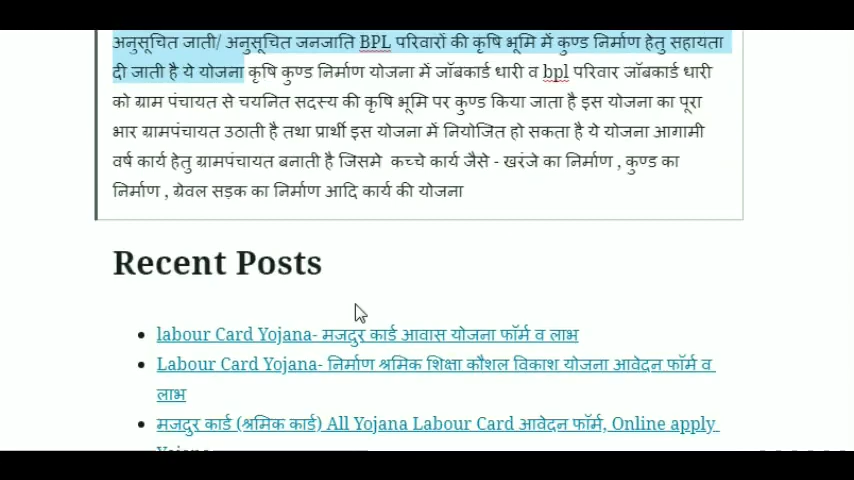 अनुसूचित जाती/ अनुसूचित जनजाति BPL परिवारों की कृषि भूमि में कुण्ड निर्माण हेतु सहायता
दी जाती है ये योजना कृषि कुण्ड निर्माण योजना में जॉबकार्ड धारी व bpl परिवार जॉबकार्ड धारी
को ग्राम पंचायत से चयनित सदस्य की कृषि भूमि पर कुण्ड किया जाता है इस योजना का पूरा
भार ग्रामपंचायत उठाती है तथा प्रार्थी इस योजना में नियोजित हो सकता है ये योजना आगामी
वर्ष कार्य हेतु ग्रामपंचायत बनाती है जिसमे कच्चे कार्य जैसे - खरंजे का निर्माण , कुण्ड का
निर्माण , ग्रेवल सड़क का निर्माण आदि कार्य की योजना
Recent Posts
labour Card Yojana- मजदुर कार्ड आवास योजना फॉर्म व लाभ
Labour Card Yojana- निर्माण श्रमिक शिक्षा कौशल विकाश योजना आवेदन फॉर्म व
लाभ
मजदुर कार्ड (श्रमिक कार्ड) All Yojana Labour Card आवेदन फॉर्म, Online apply